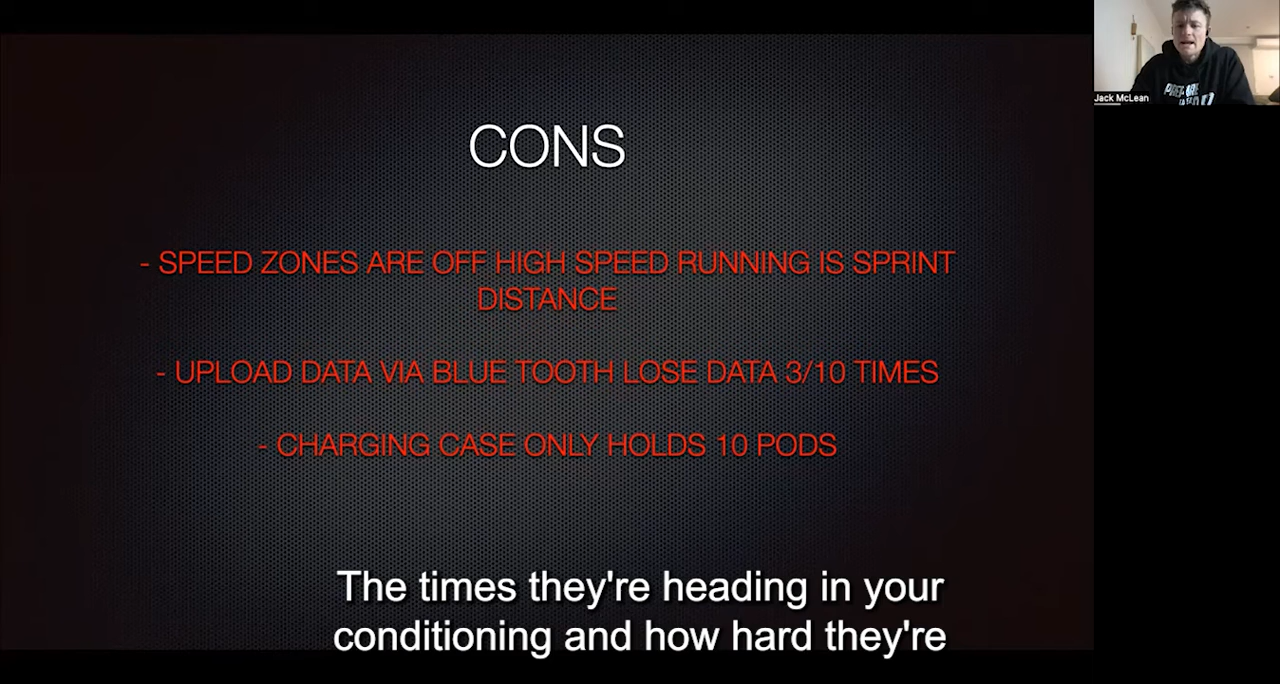 CONS
- SPEED ZONES ARE OFF HIGH SPEED RUNNING IS SPRINT
DISTANCE
- UPLOAD DATA VIA BLUE TOOTH LOSE DATA 3/10 TIMES
- CHARGING CASE ONLY HOLDS 10 PODS
The times they're heading in your
conditioning and how hard they're
Jack McLean